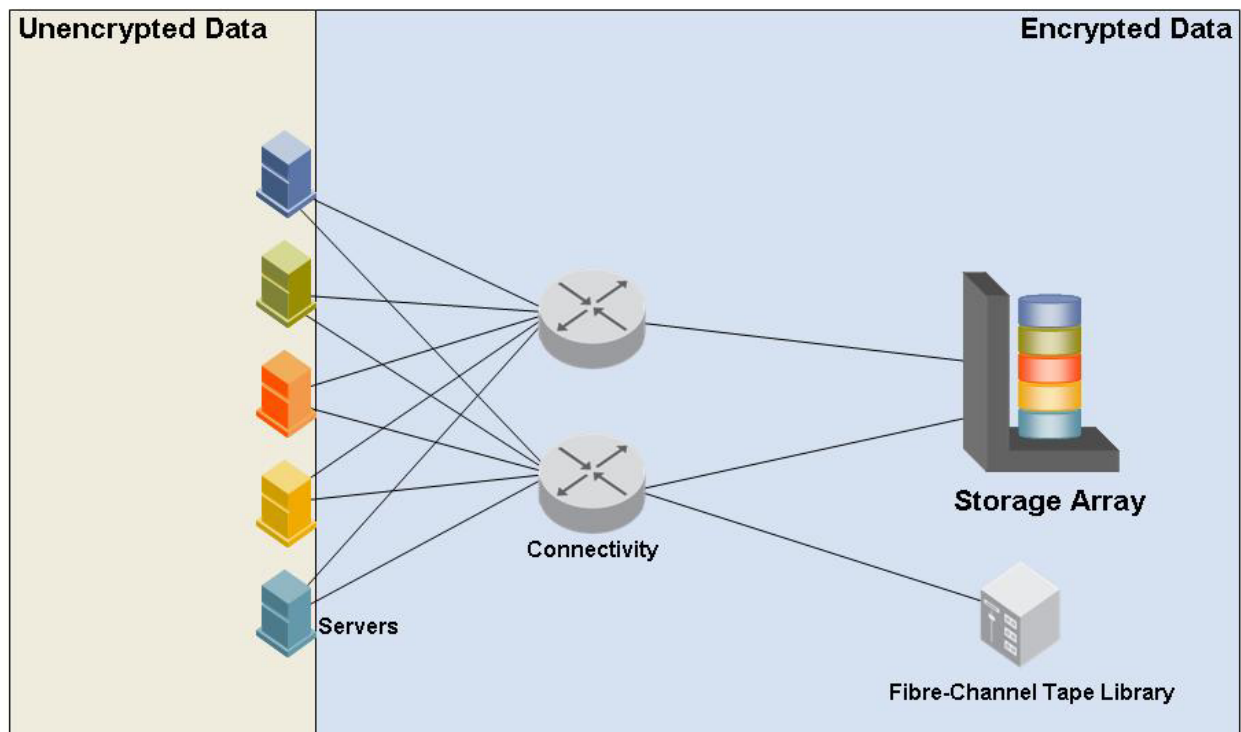 Unencrypted Data
Encrypted Data
Storage Array
Connectivity
Servers
Fibre-Channel Tape Library